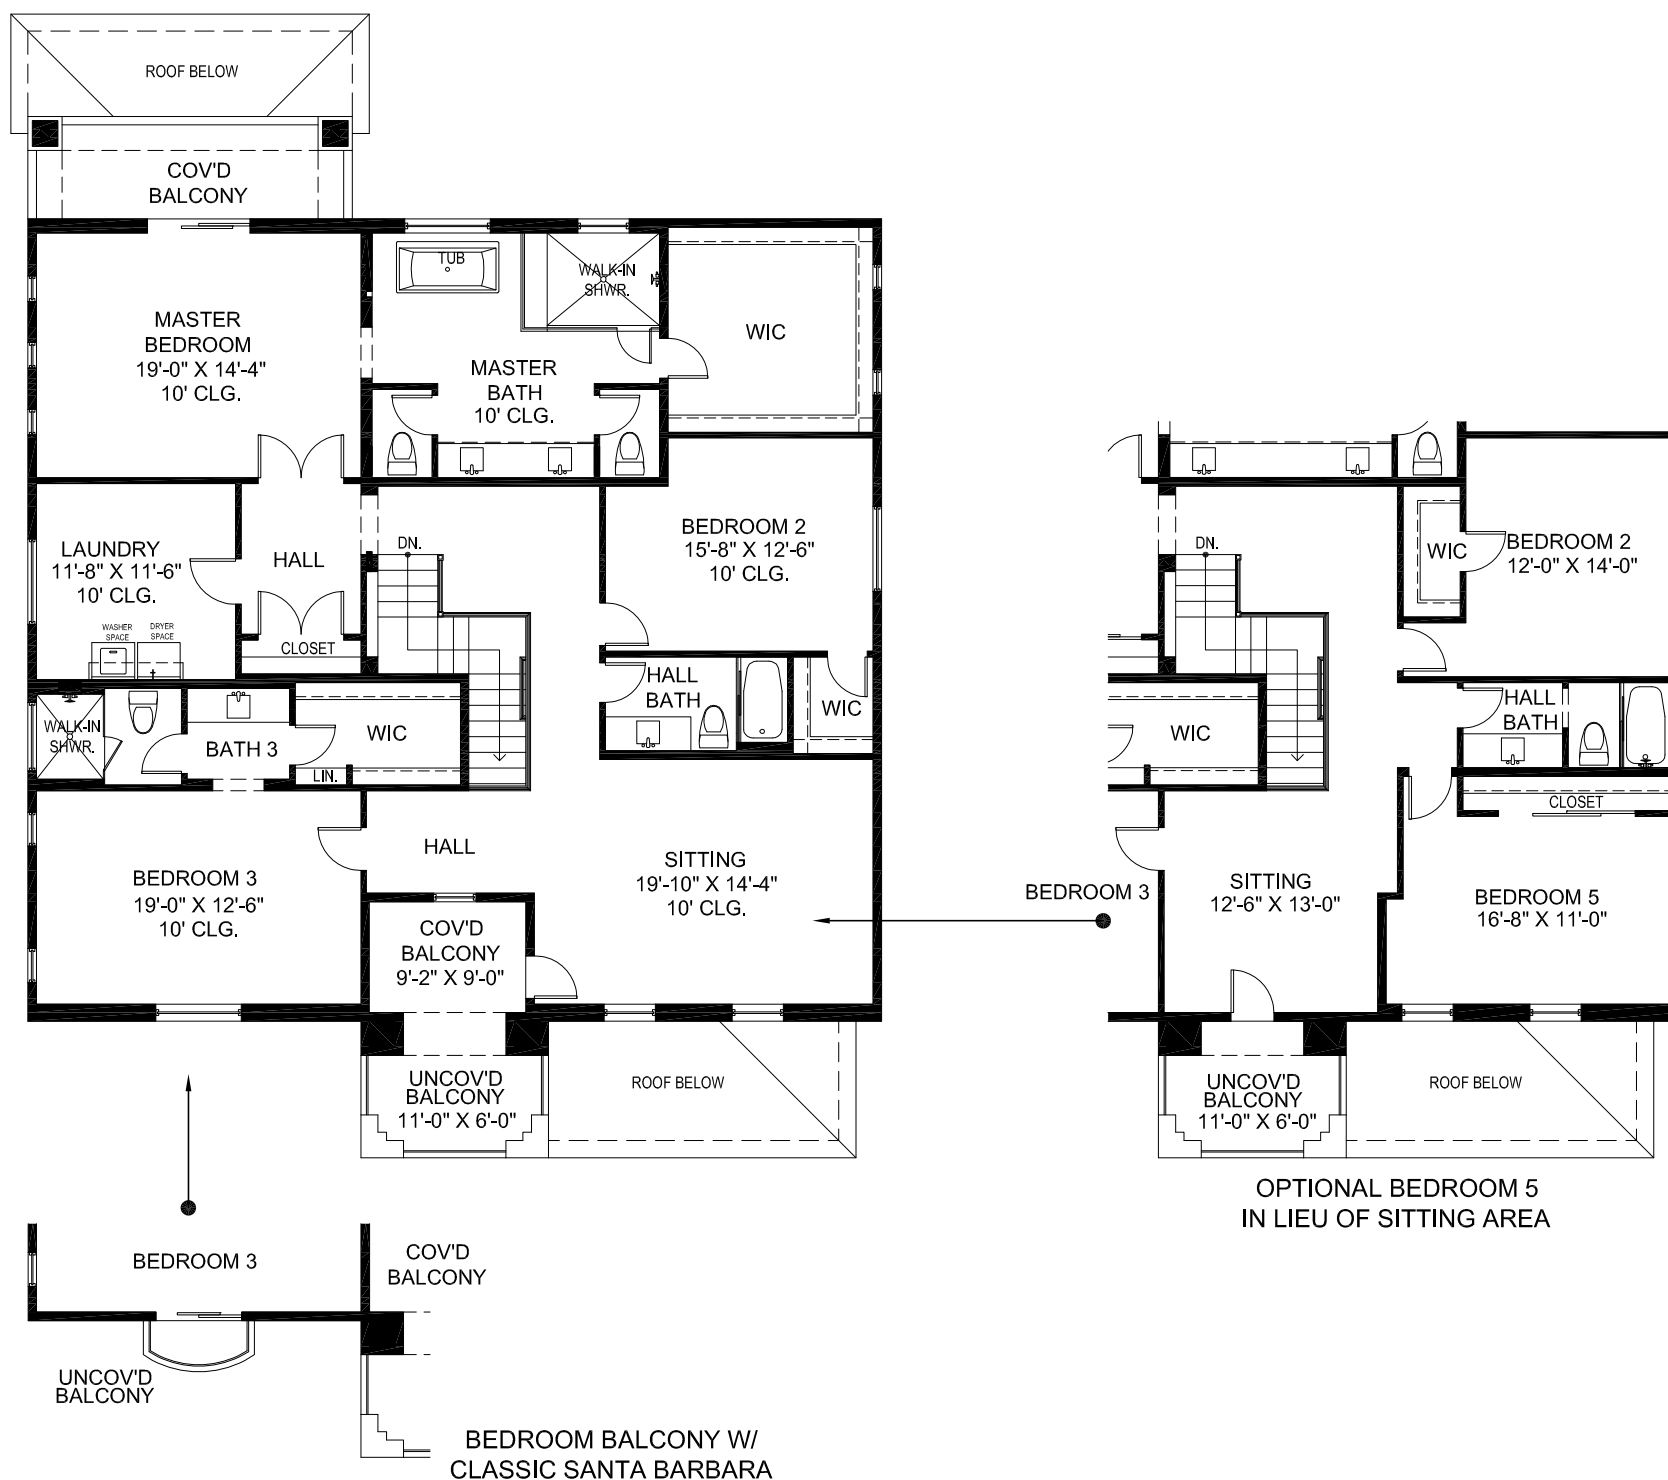 ROOF BELOW
COV'D
BALCONY
TUB
WALK-IN
SHWR.
WIC
MASTER
BEDROOM
19'-0" X 14'-4"
10' CLG.
MASTER
BATH
10' CLG.
LAUNDRY
11'-8" X 11'-6"
10' CLG.
WASHER
SPACE
DRYER
SPACE
HALL
CLOSET
DN.
BEDROOM 2
15'-8" X 12'-6"
10' CLG.
HALL
BATH
WIC
WALK-IN
SHWR.
BATH 3
WIC
LIN.
BEDROOM 3
19'-0" X 12'-6"
10' CLG.
HALL
SITTING
19'-10" X 14'-4"
10' CLG.
COV'D
BALCONY
9'-2" X 9'-0"
UNCOV'D
BALCONY
11'-0" X 6'-0"
ROOF BELOW
DN.
WIC
BEDROOM 2
12'-0" X 14'-0"
HALL
BATH
WIC
CLOSET
BEDROOM 3
SITTING
12'-6" X 13'-0"
BEDROOM 5
16'-8" X 11'-0"
UNCOV'D
BALCONY
11'-0" X 6'-0"
ROOF BELOW
OPTIONAL BEDROOM 5
IN LIEU OF SITTING AREA
BEDROOM 3
COV'D
BALCONY
UNCOV'D
BALCONY
BEDROOM BALCONY W/
CLASSIC SANTA BARBARA